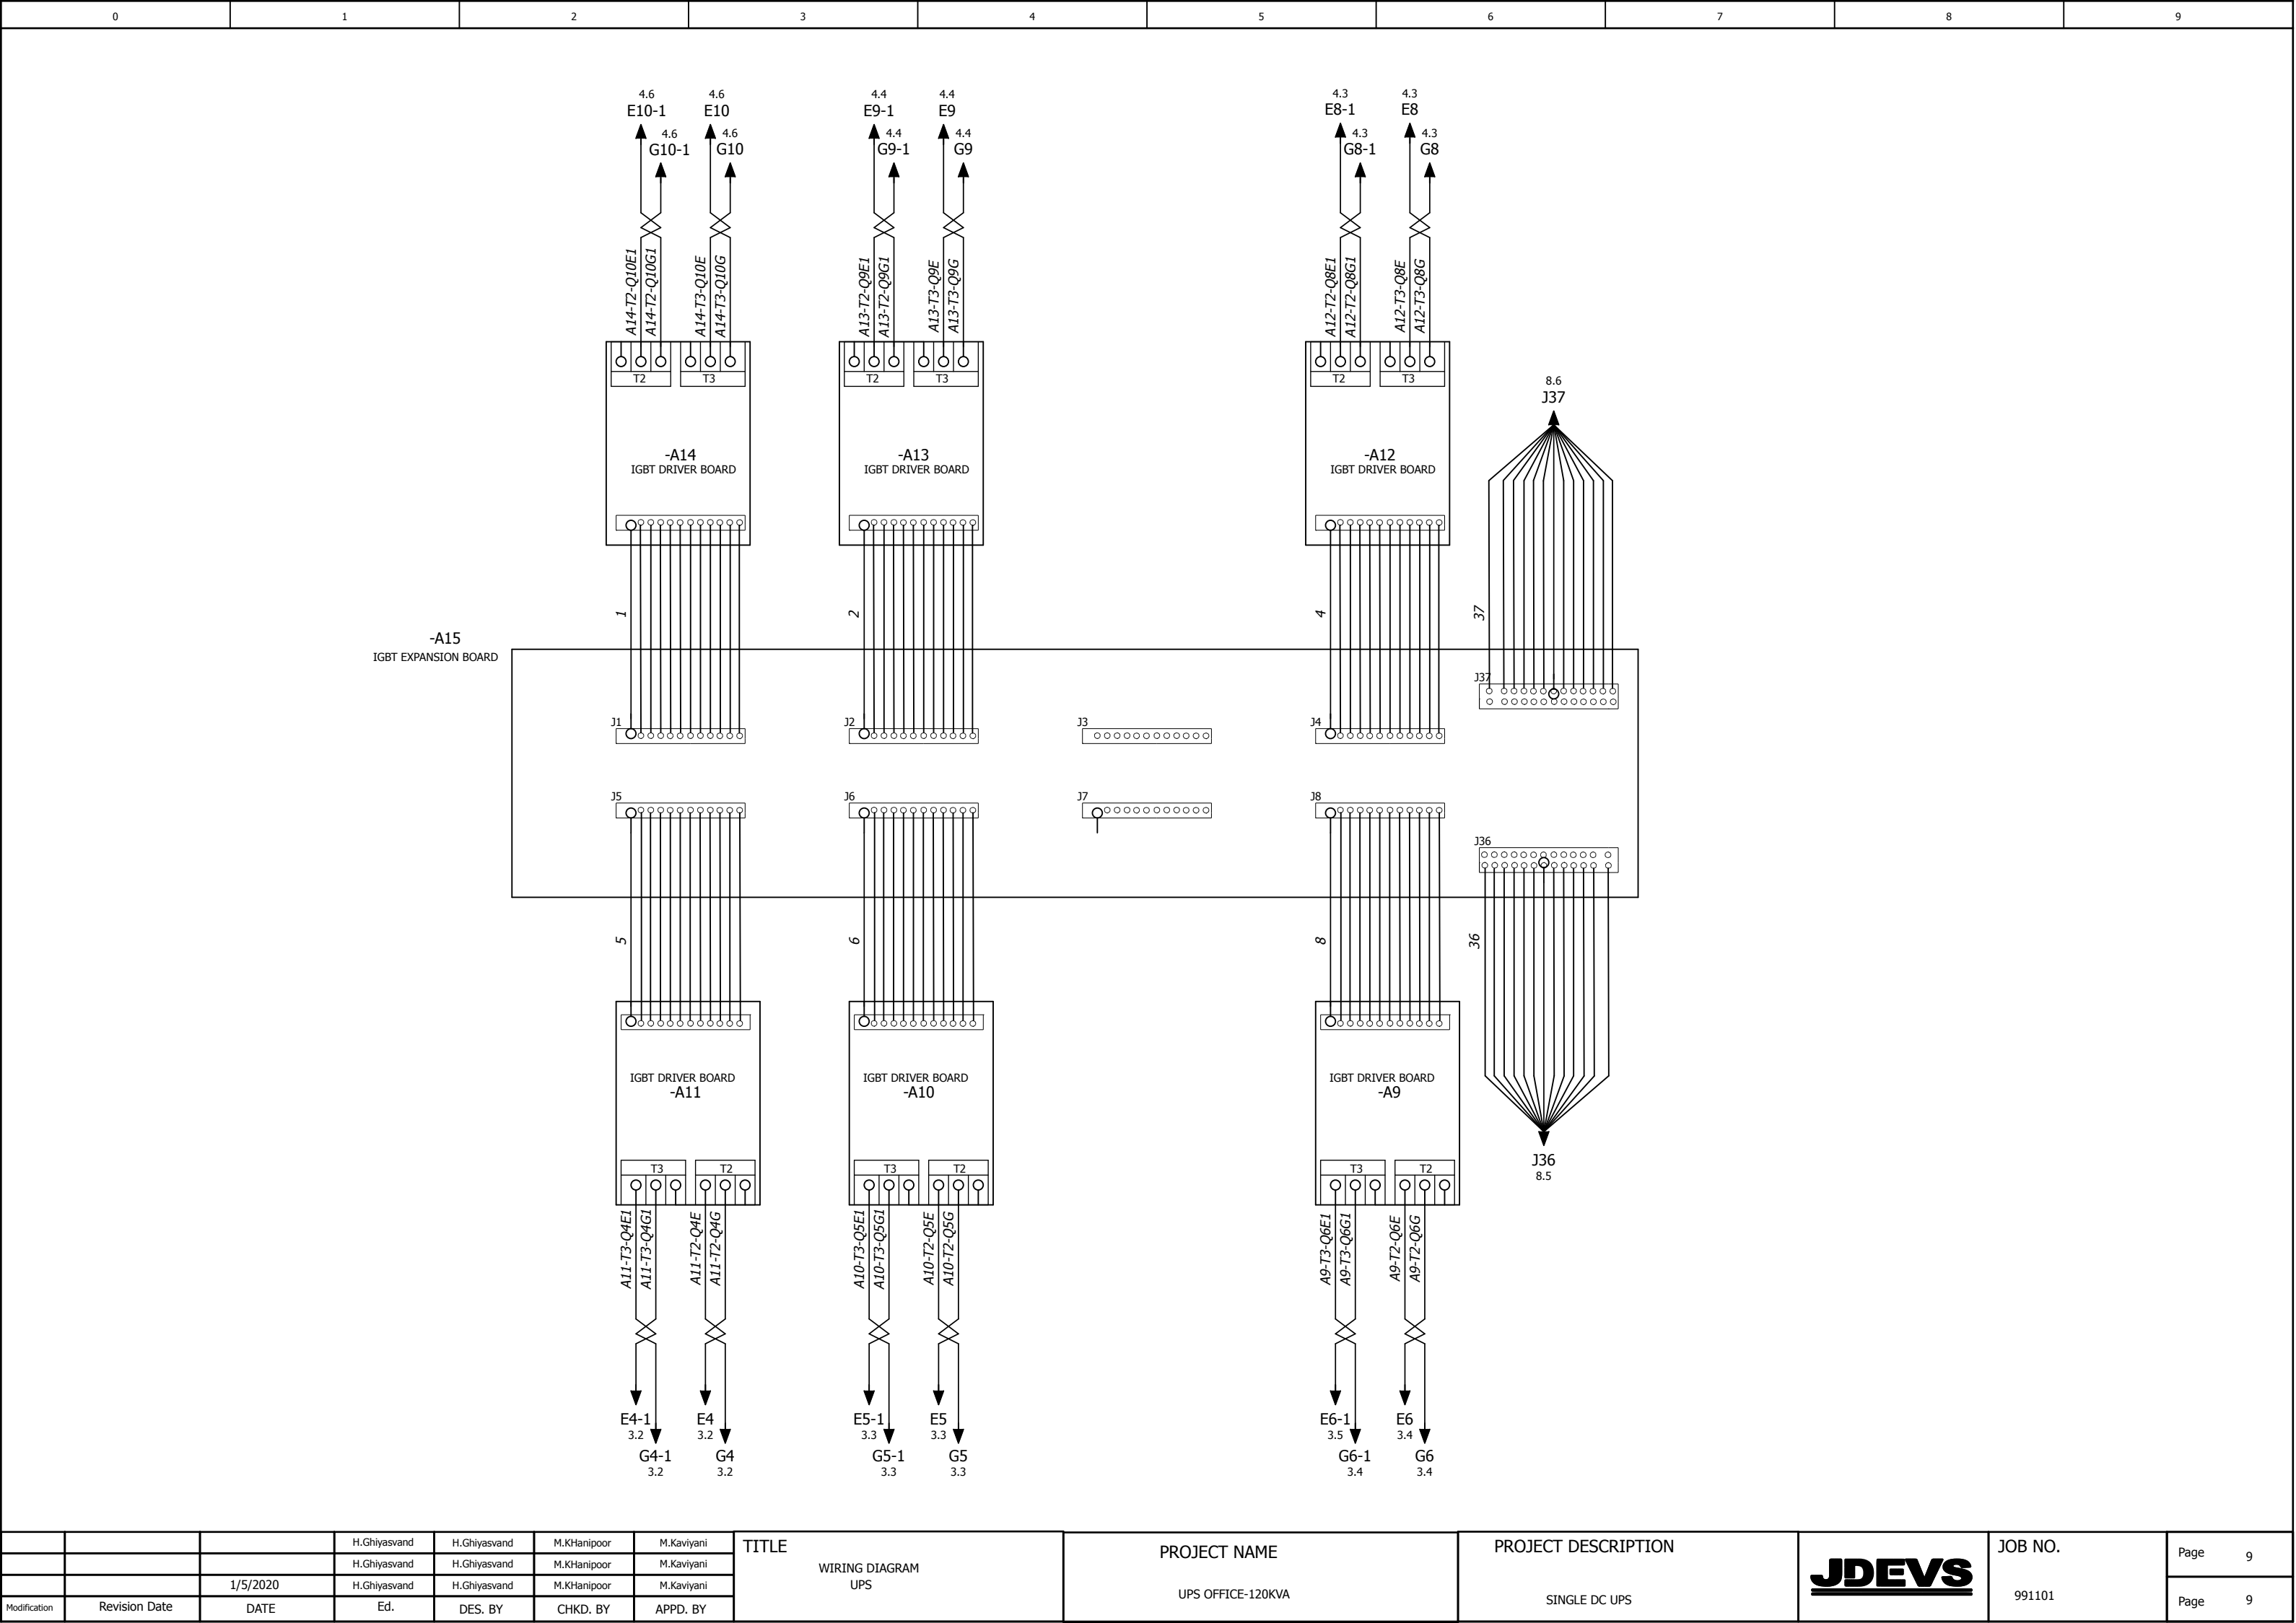 0 1 2 3 4 5 6 7 8 9
4.6 4.6 4.4 4.4 4.3 4.3
E10-1 E10 E9-1 E9 E8-1 E8
4.6 4.6 4.4 4.4 4.3 4.3
G10-1 G10 G9-1 G9 G8-1 G8
A14-T2-Q10E1
A14-T2-Q10G1
A14-T3-Q10E
A14-T3-Q10G
A13-T2-Q9E1
A13-T2-Q9G1
A13-T3-Q9E
A13-T3-Q9G
A12-T2-Q8E1
A12-T2-Q8G1
A12-T3-Q8E
A12-T3-Q8G
T2 T3 T2 T3 T2 T3
8.6
J37
-A14 -A13 -A12
IGBT DRIVER BOARD IGBT DRIVER BOARD IGBT DRIVER BOARD
1 2 4 37
-A15
IGBT EXPANSION BOARD
J37
J1 J2 J3 J4
J5 J6 J7 J8
J36
5 6 8 36
IGBT DRIVER BOARD IGBT DRIVER BOARD IGBT DRIVER BOARD
-A11 -A10 -A9
J36
8.5
T3 T2 T3 T2 T3 T2
A11-T3-Q4E1
A11-T3-Q4G1
A11-T2-Q4E
A11-T2-Q4G
A10-T3-Q5E1
A10-T3-Q5G1
A10-T2-Q5E
A10-T2-Q5G
A9-T3-Q6E1
A9-T3-Q6G1
A9-T2-Q6E
A9-T2-Q6G
E4-1 E4 E5-1 E5 E6-1 E6
3.2 3.2 3.3 3.3 3.5 3.4
G4-1 G4 G5-1 G5 G6-1 G6
3.2 3.2 3.3 3.3 3.4 3.4
H.Ghiyasvand H.Ghiyasvand M.KHanipoor M.Kaviyani
H.Ghiyasvand H.Ghiyasvand M.KHanipoor M.Kaviyani
1/5/2020 H.Ghiyasvand H.Ghiyasvand M.KHanipoor M.Kaviyani
Modification Revision Date DATE Ed. DES. BY CHKD. BY APPD. BY
TITLE
WIRING DIAGRAM
UPS
PROJECT NAME
UPS OFFICE-120KVA
PROJECT DESCRIPTION
SINGLE DC UPS
JDEVS
JOB NO.
991101
Page 9
Page 9